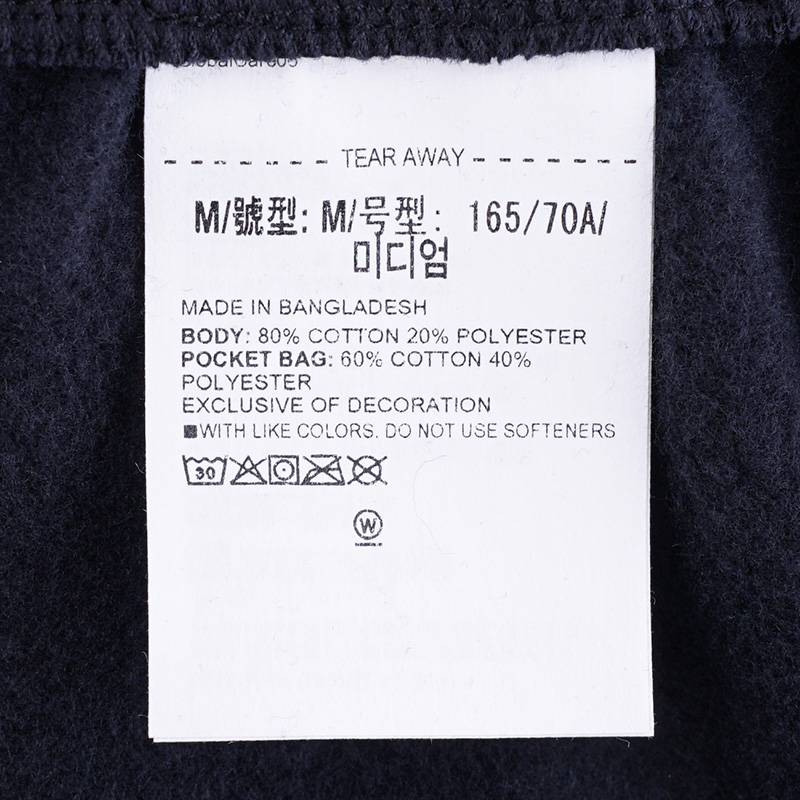 TEAR AWAY
M/號型: M/号型: 165/70A/
미디엄
MADE IN BANGLADESH
BODY: 80% COTTON 20% POLYESTER
POCKET BAG: 60% COTTON 40%
POLYESTER
EXCLUSIVE OF DECORATION
WITH LIKE COLORS. DO NOT USE SOFTENERS
30
W